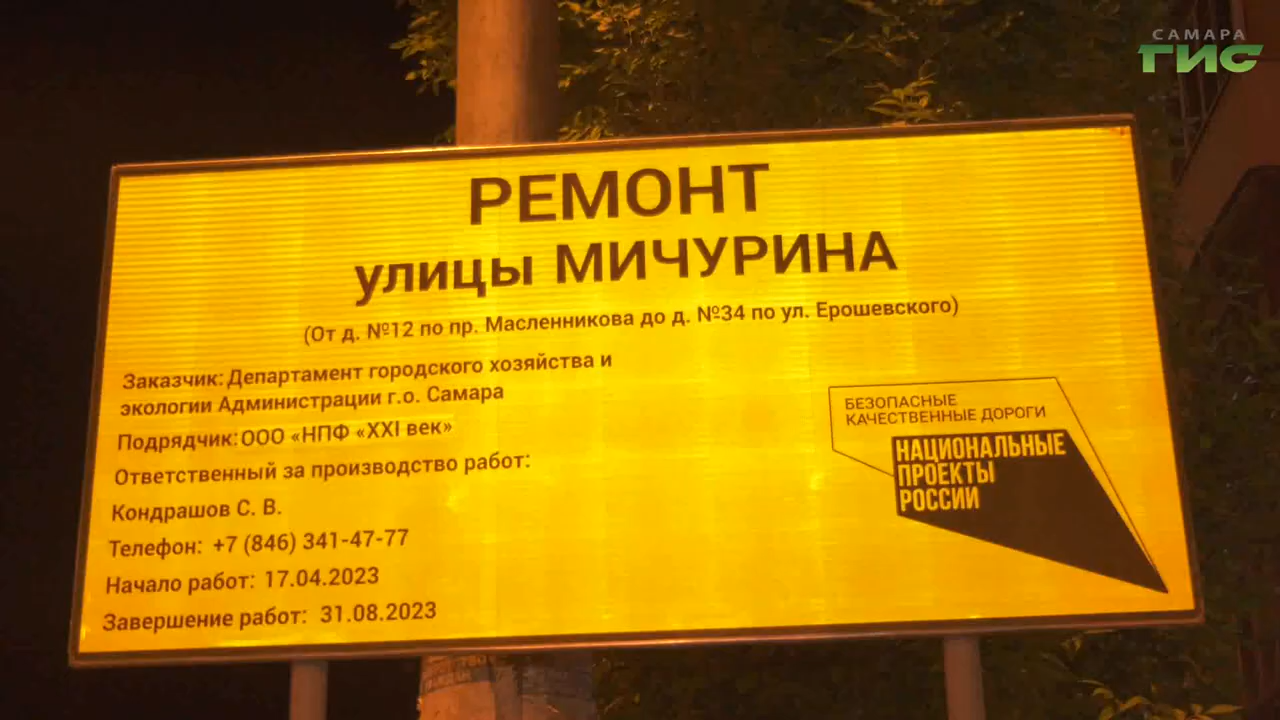 САМАРА
ГИС
РЕМОНТ
улицы МИЧУРИНА
(От д. №12 по пр. Масленникова до д. №34 по ул. Ерошевского)
Заказчик: Департамент городского хозяйства и
экологии Администрации г.о. Самара
Подрядчик: ООО «НПФ «XXI век»
Ответственный за производство работ:
Кондрашов С. В.
Телефон: +7 (846) 341-47-77
Начало работ: 17.04.2023
Завершение работ: 31.08.2023
БЕЗОПАСНЫЕ
КАЧЕСТВЕННЫЕ ДОРОГИ
НАЦИОНАЛЬНЫЕ
ПРОЕКТЫ
РОССИИ